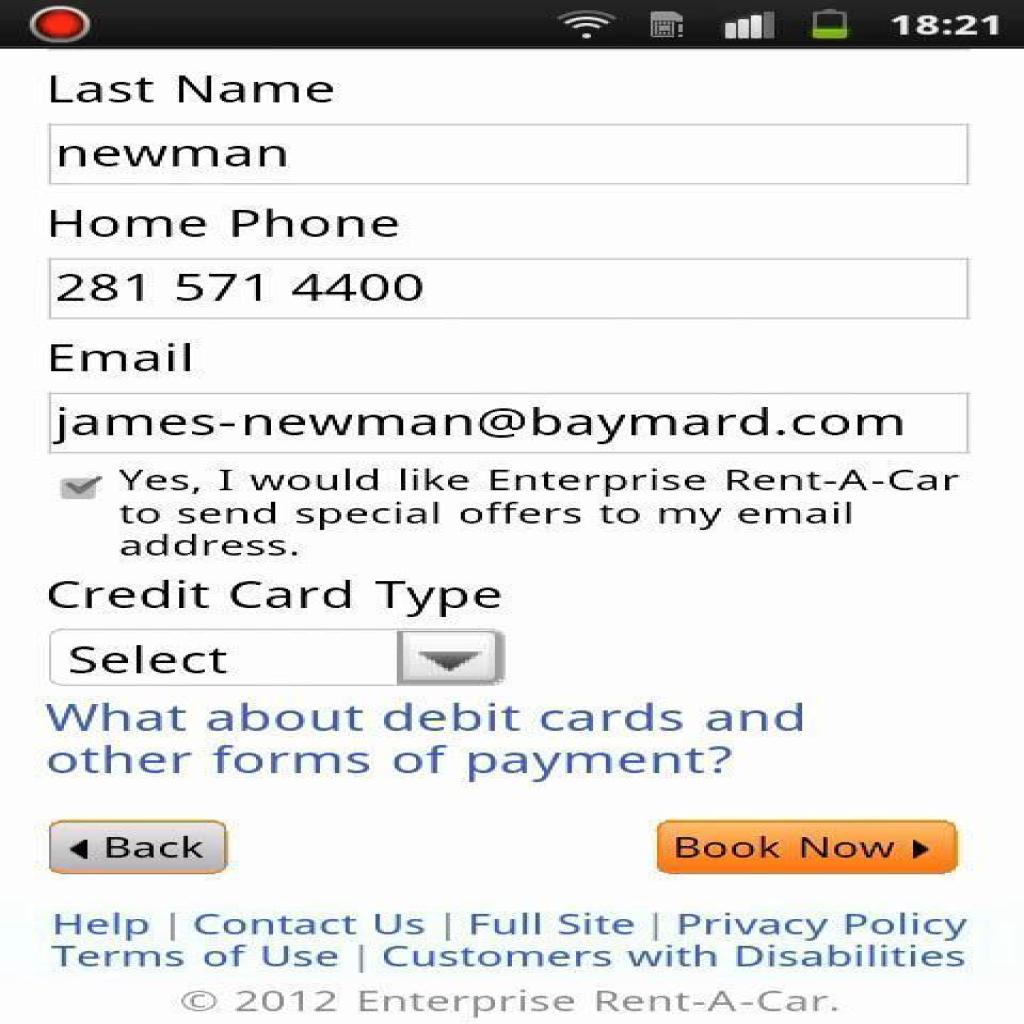 18:21
Last Name
newman
Home Phone
281 571 4400
Email
james-newman@baymard.com
Yes, I would like Enterprise Rent-A-Car
to send special offers to my email
address.
Credit Card Type
Select
What about debit cards and
other forms of payment?
Back
Book Now
Help | Contact Us | Full Site | Privacy Policy
Terms of Use | Customers with Disabilities
© 2012 Enterprise Rent-A-Car.